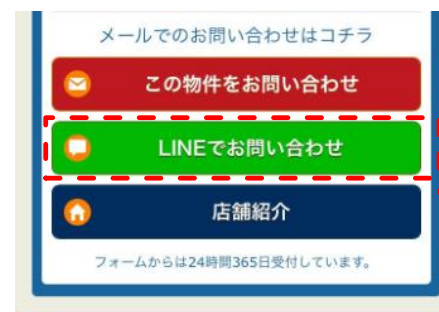 メールでのお問い合わせはコチラ
この物件をお問い合わせ
LINEでお問い合わせ
店舗紹介
フォームからは24時間365日受付しています。